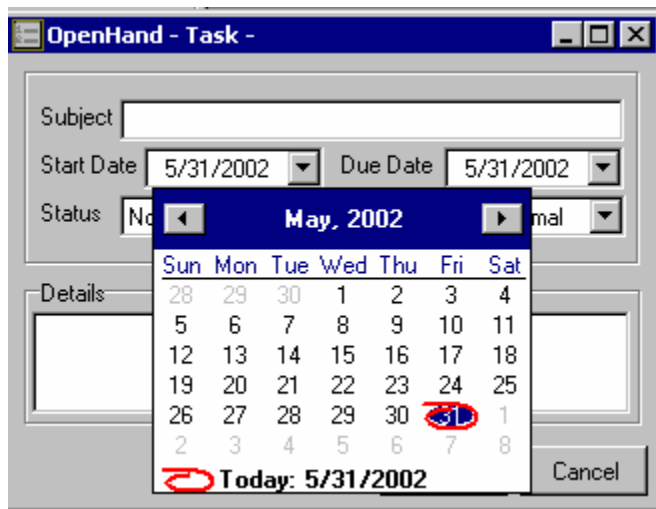 OpenHand - Task -
Subject
Start Date 5/31/2002 Due Date 5/31/2002
Status
May, 2002
Sun Mon Tue Wed Thu Fri Sat
Details
28 29 30 1 2 3 4
5 6 7 8 9 10 11
12 13 14 15 16 17 18
19 20 21 22 23 24 25
26 27 28 29 30 31 1
2 3 4 5 6 7 8
Today: 5/31/2002
Cancel